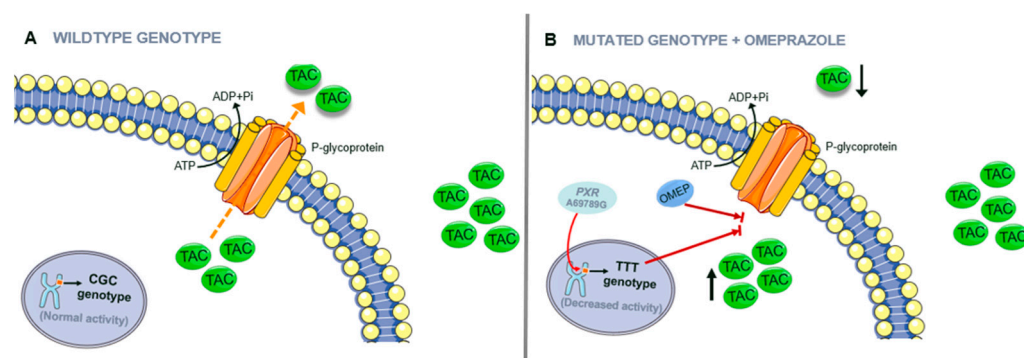 A WILDTYPE GENOTYPE
TAC
TAC
ADP+Pi
P-glycoprotein
ATP
TAC
TAC
TAC
TAC
TAC
TAC
TAC
TAC
CGC
genotype
(Normal activity)
B MUTATED GENOTYPE + OMEPRAZOLE
TAC
ADP+Pi
P-glycoprotein
ATP
PXR
A69789G
OMEP
TAC
TAC
TAC
TAC
TAC
TTT
genotype
(Decreased activity)
TAC
TAC
TAC
TAC
TAC